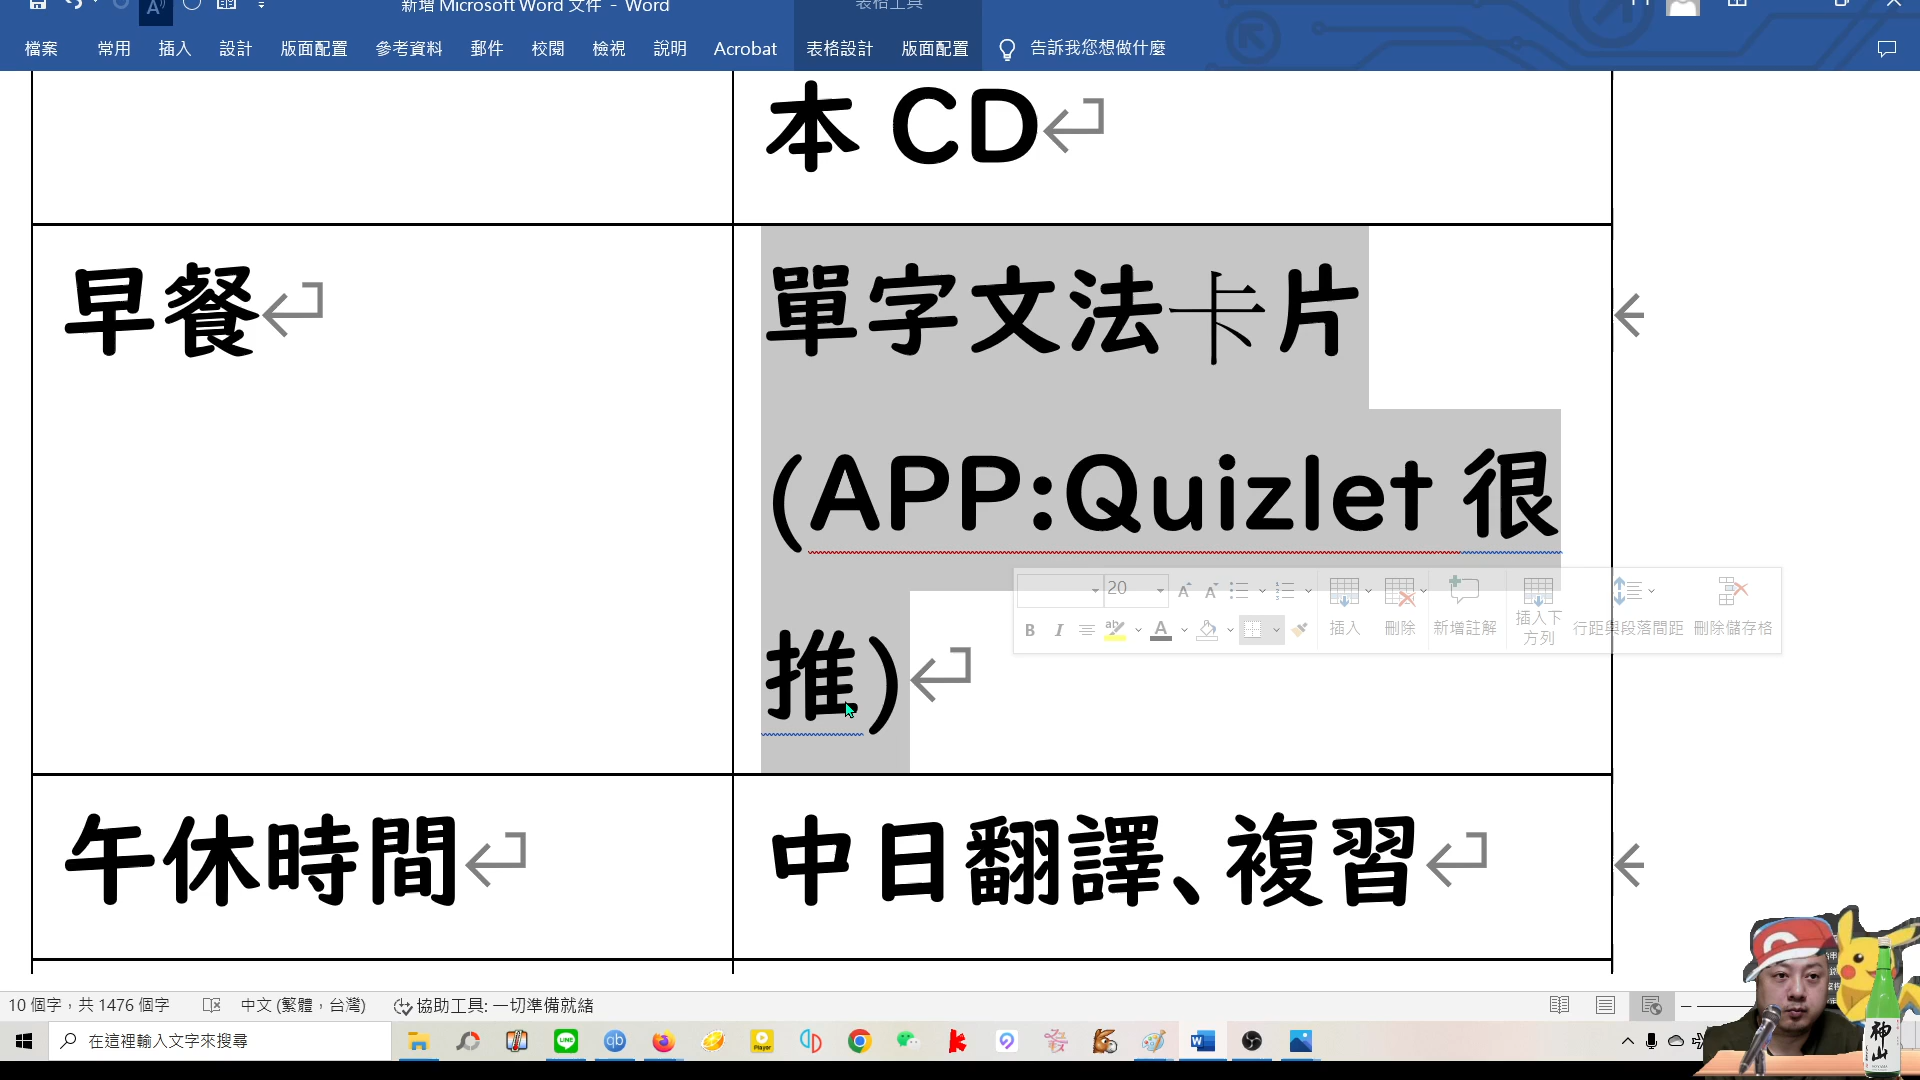 新增 Microsoft Word 文件 - Word
表格工具
檔案 常用 插入 設計 版面配置 參考資料 郵件 校閱 檢視 說明 Acrobat 表格設計 版面配置 告訴我您想做什麼
本 CD
早餐
單字文法卡片
(APP:Quizlet 很
推)
20
B I A
插入 刪除 新增註解 插入下方列 行距與段落間距 刪除儲存格
午休時間
中日翻譯、複習
10 個字，共 1476 個字 中文 (繁體，台灣) 協助工具: 一切準備就緒
在這裡輸入文字來搜尋
神山